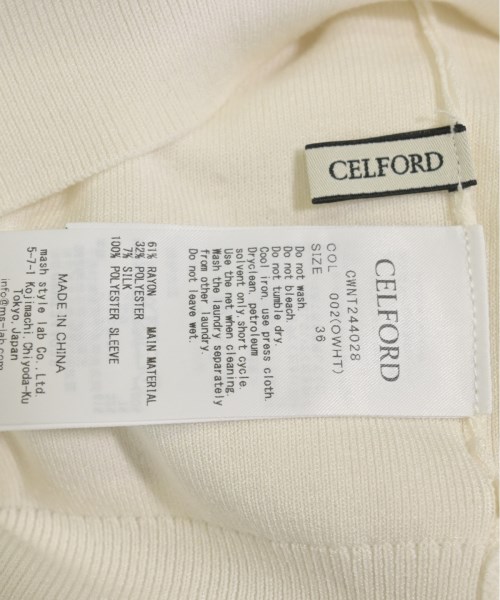 CELFORD
CELFORD
CWNT244028
COL 002(OWHT)
SIZE 36
Do not wash.
Do not bleach.
Do not tumble dry.
Cool iron, use press cloth.
Dryclean, petroleum
solvent only,short cycle.
Use the net when cleaning.
Wash the laundry separately
from other laundry.
Do not leave wet.
61% RAYON MAIN MATERIAL
32% POLYESTER
7% SILK
100% POLYESTER SLEEVE
MADE IN CHINA
mash style lab Co.,Ltd.
5-7-1 Kojimachi, Chiyoda-Ku
Tokyo, Japan